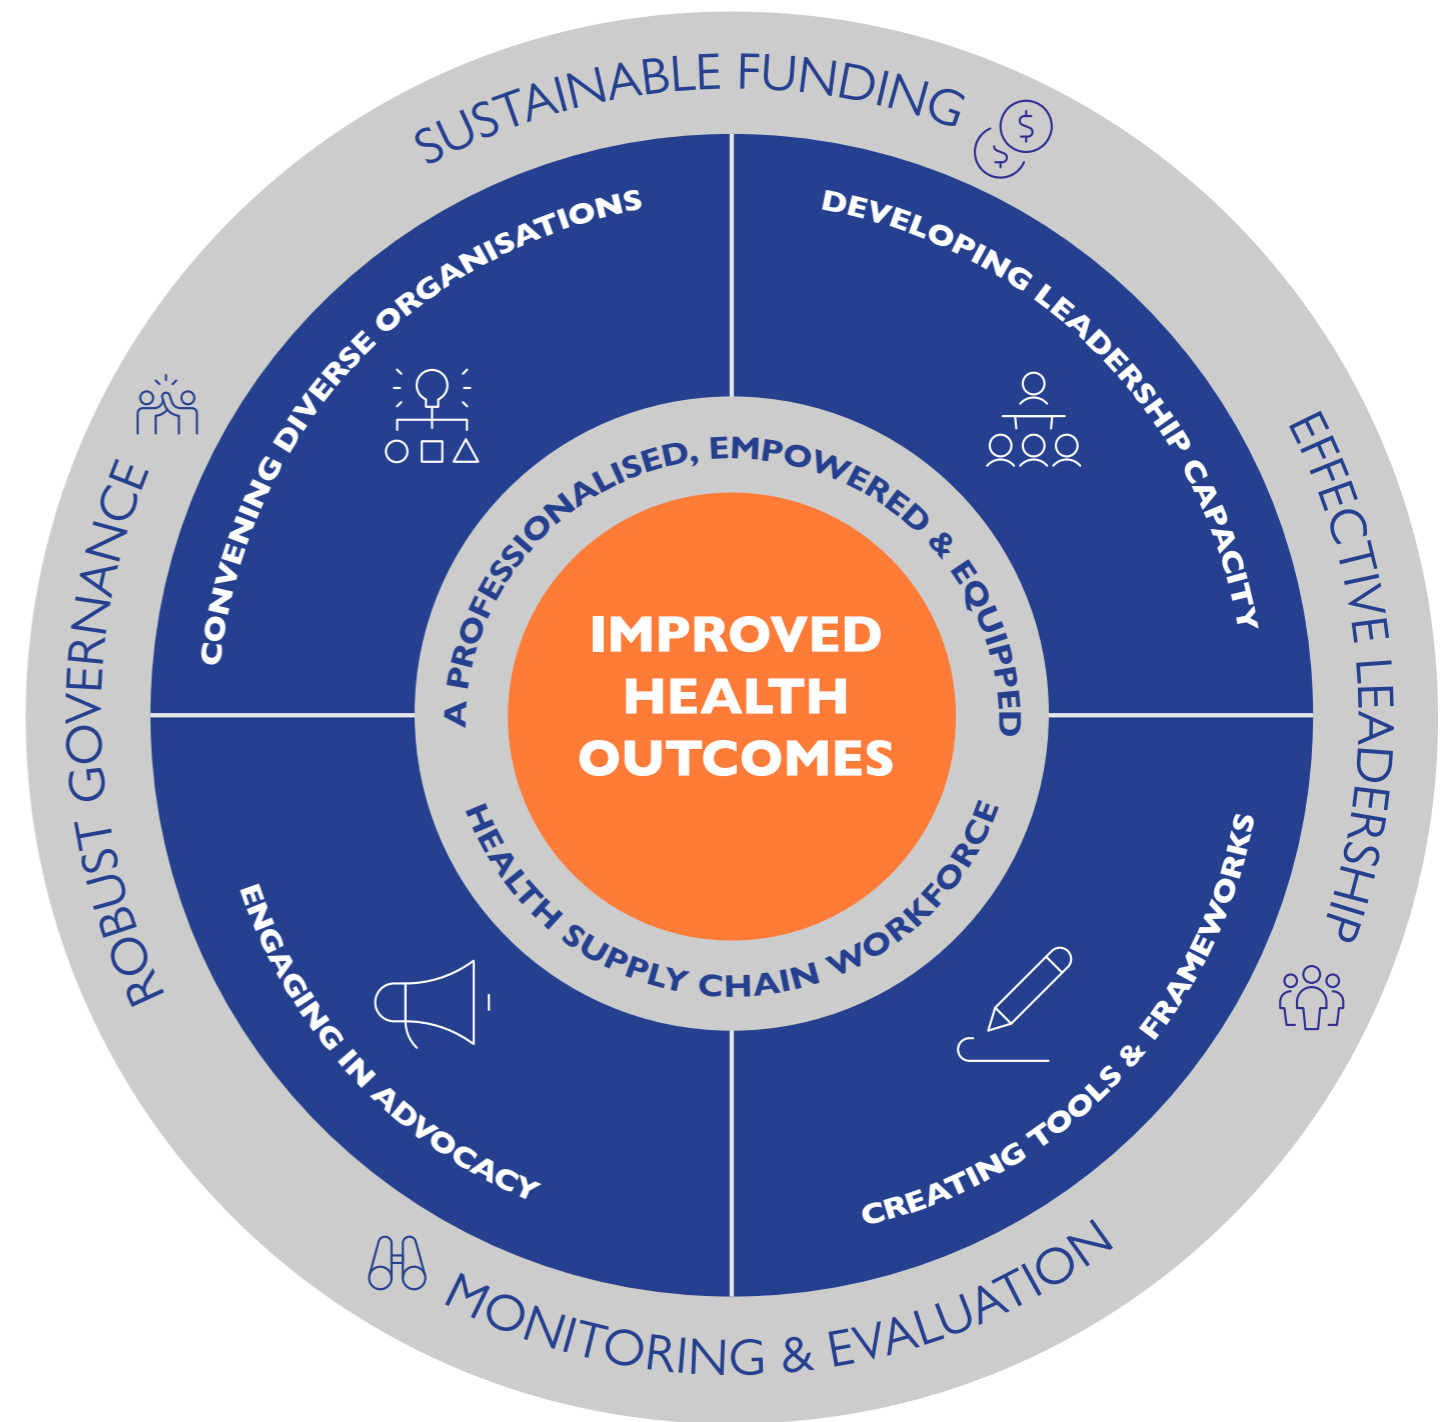 SUSTAINABLE FUNDING
$
$
EFFECTIVE LEADERSHIP
MONITORING & EVALUATION
ROBUST GOVERNANCE
CONVENING DIVERSE ORGANISATIONS
DEVELOPING LEADERSHIP CAPACITY
CREATING TOOLS & FRAMEWORKS
ENGAGING IN ADVOCACY
A PROFESSIONALISED, EMPOWERED & EQUIPPED
HEALTH SUPPLY CHAIN WORKFORCE
IMPROVED
HEALTH
OUTCOMES